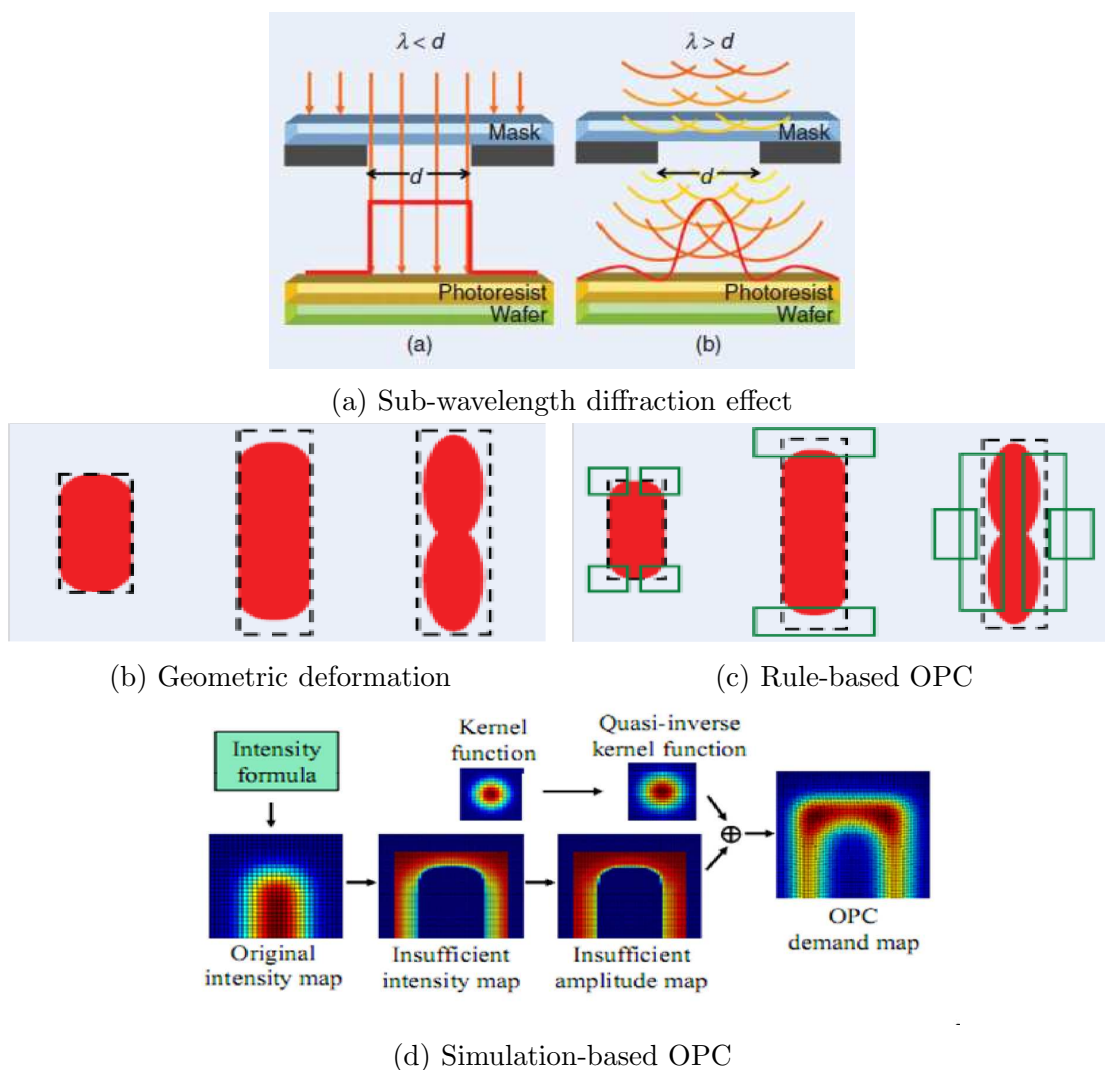 λ < d
λ > d
Mask
Mask
d
d
Photoresist
Photoresist
Wafer
Wafer
(a)
(b)
(a) Sub-wavelength diffraction effect
(b) Geometric deformation
(c) Rule-based OPC
Intensity
formula
Kernel
function
Quasi-inverse
kernel function
Original
intensity map
Insufficient
intensity map
Insufficient
amplitude map
OPC
demand map
(d) Simulation-based OPC